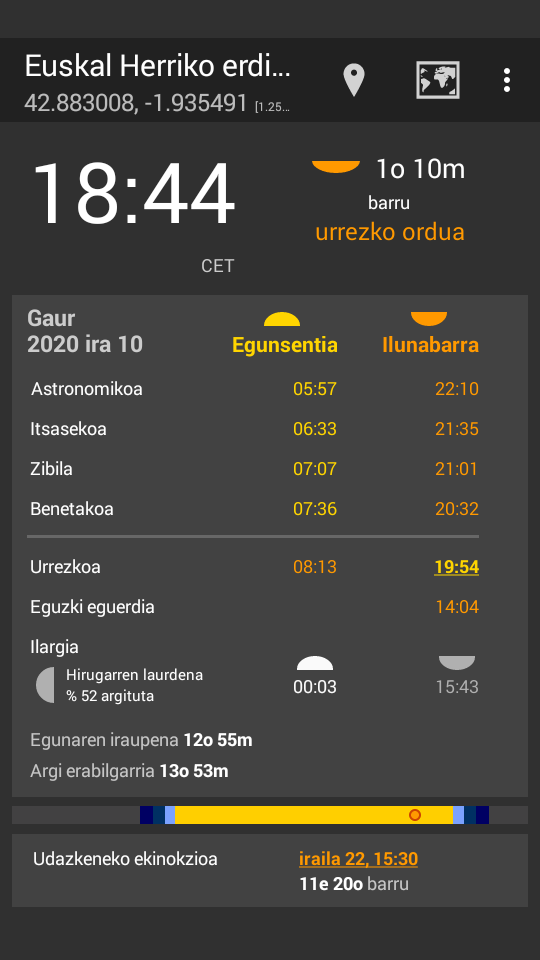 Euskal Herriko erdi...
42.883008, -1.935491 [1.25...
18:44
CET
1o 10m
barru
urrezko ordua
Gaur
2020 ira 10
Egunsentia Ilunabarra
Astronomikoa 05:57 22:10
Itsasekoa 06:33 21:35
Zibila 07:07 21:01
Benetakoa 07:36 20:32
Urrezkoa 08:13 19:54
Eguzki eguerdia 14:04
Ilargia
Hirugarren laurdena
% 52 argituta
00:03 15:43
Egunaren iraupena 12o 55m
Argi erabilgarria 13o 53m
Udazkeneko ekinokzioa iraila 22, 15:30
11e 20o barru